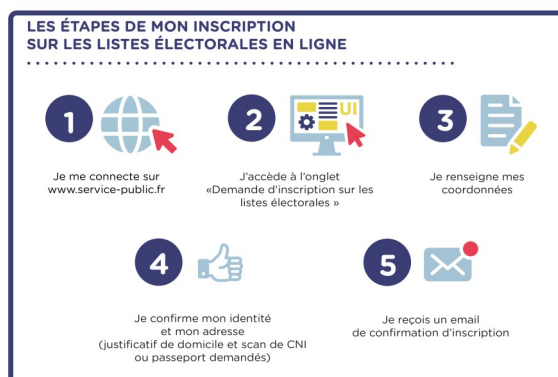 LES ÉTAPES DE MON INSCRIPTION
SUR LES LISTES ÉLECTORALES EN LIGNE
1
Je me connecte sur
www.service-public.fr
2
UI
J'accède à l'onglet
«Demande d'inscription sur les
listes électorales »
3
Je renseigne mes
coordonnées
4
Je confirme mon identité
et mon adresse
(justificatif de domicile et scan de CNI
ou passeport demandés)
5
Je reçois un email
de confirmation d'inscription